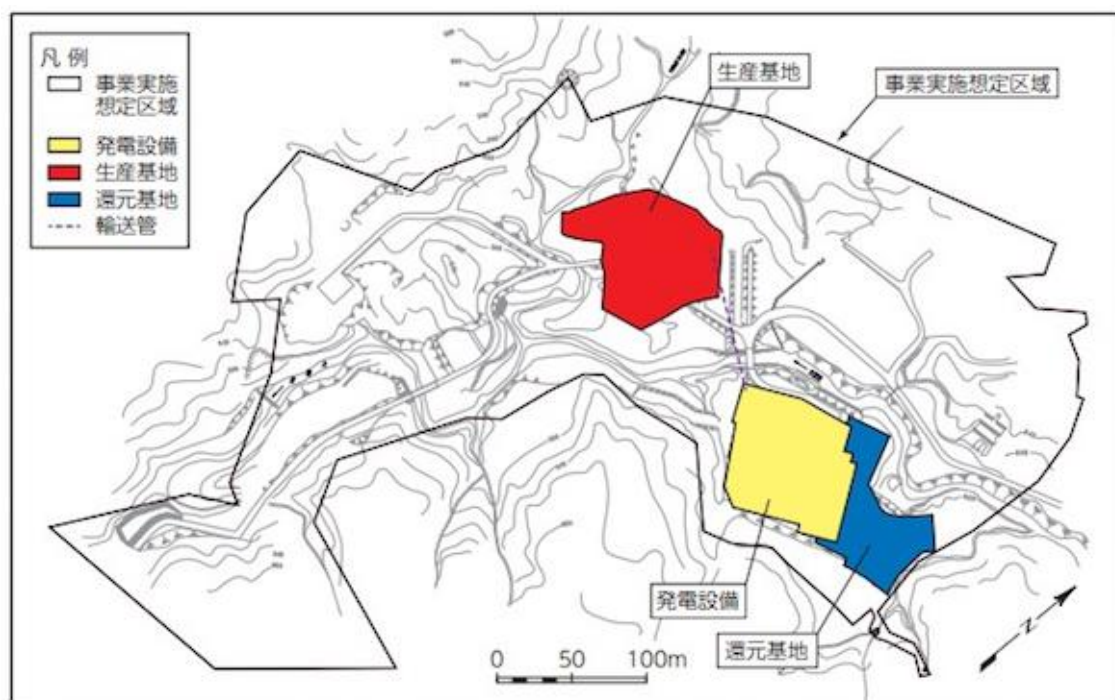 凡例
事業実施
想定区域
発電設備
生産基地
還元基地
輸送管
生産基地
事業実施想定区域
発電設備
還元基地
0 50 100m
N